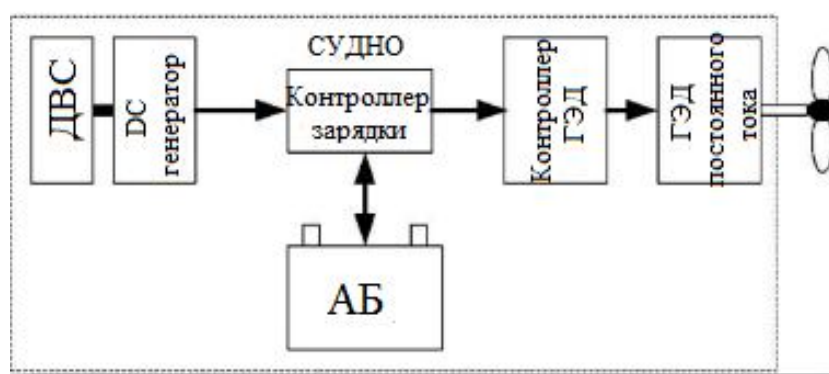 СУДНО
ДВС
DC
генератор
Контроллер
зарядки
Контроллер
ГЭД
ГЭД
постоянного
тока
АБ